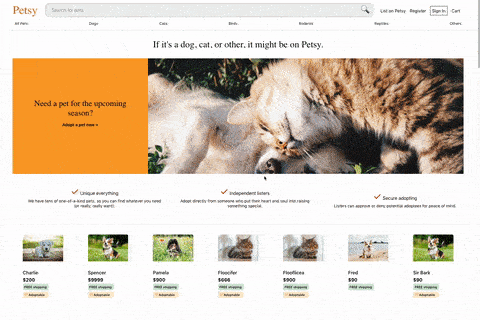 Petsy
Search for pets
List on Petsy Register Sign In Cart
All Pets Dogs Cats Birds Rodents Reptiles Others
If it's a dog, cat, or other, it might be on Petsy.
Need a pet for the upcoming
season?
Adopt a pet now »
Unique everything
We have tens of one-of-a-kind pets, so you can find whatever you need
(or really, really want).
Independent listers
Adopt directly from someone who put their heart and soul into raising
something special.
Secure adopting
Listers can approve or deny potential adoptees for peace of mind.
Charlie Spencer Pamela Floocifer Flooflicea Fred Sir Bark
$200 $9999 $900 $666 $900 $90 $90
FREE shipping FREE shipping FREE shipping FREE shipping FREE shipping FREE shipping FREE shipping
Adoptable Adoptable Adoptable Adoptable Adoptable Adoptable Adoptable